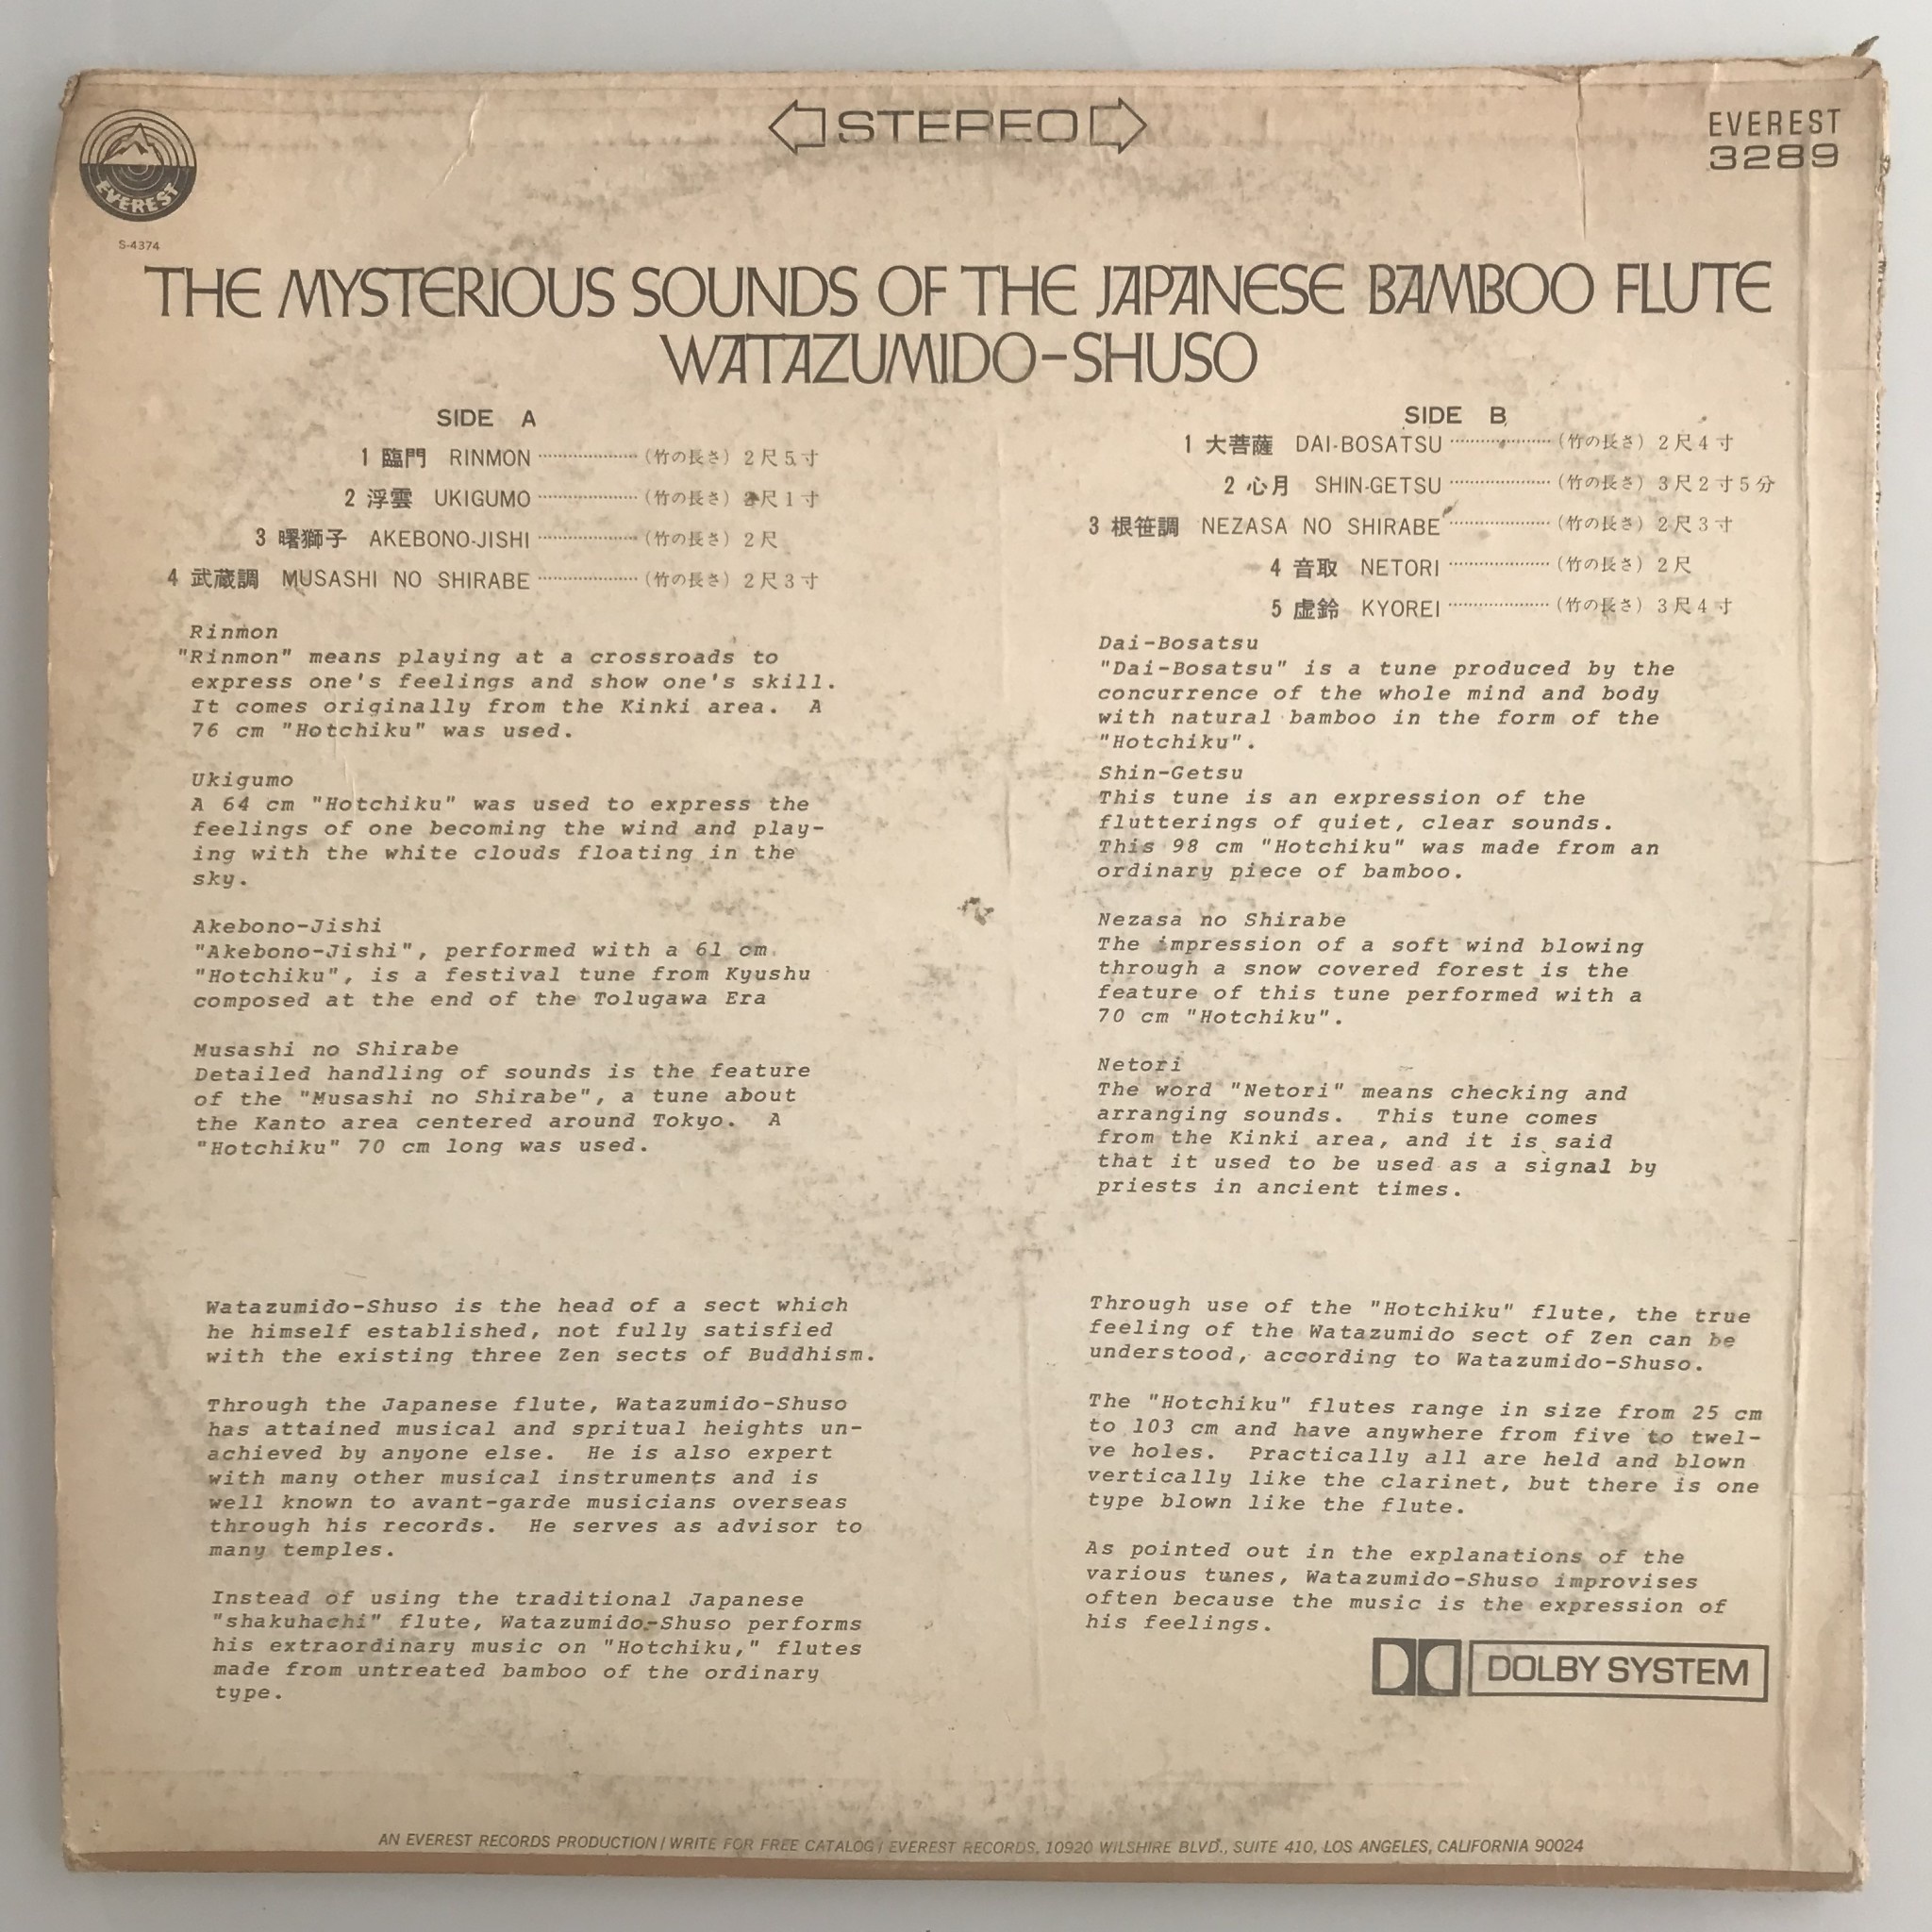 STEREO
EVEREST
3289
EVEREST
S-4374
THE MYSTERIOUS SOUNDS OF THE JAPANESE BAMBOO FLUTE
WATAZUMIDO-SHUSO
SIDE A
1 臨門 RINMON ‥‥‥‥‥‥ (竹の長さ) 2尺5寸
2 浮雲 UKIGUMO ‥‥‥‥‥‥ (竹の長さ) 尺1寸
3 曙獅子 AKEBONO-JISHI ‥‥‥‥‥‥ (竹の長さ) 2尺
4 武蔵調 MUSASHI NO SHIRABE ‥‥‥‥‥‥ (竹の長さ) 2尺3寸
Rinmon
"Rinmon" means playing at a crossroads to
express one's feelings and show one's skill.
It comes originally from the Kinki area. A
76 cm "Hotchiku" was used.
Ukigumo
A 64 cm "Hotchiku" was used to express the
feelings of one becoming the wind and play-
ing with the white clouds floating in the
sky.
Akebono-Jishi
"Akebono-Jishi", performed with a 61 cm
"Hotchiku", is a festival tune from Kyushu
composed at the end of the Tolugawa Era
Musashi no Shirabe
Detailed handling of sounds is the feature
of the "Musashi no Shirabe", a tune about
the Kanto area centered around Tokyo. A
"Hotchiku" 70 cm long was used.
SIDE B
1 大菩薩 DAI-BOSATSU ‥‥‥‥‥‥ (竹の長さ) 2尺4寸
2 心月 SHIN-GETSU ‥‥‥‥‥‥ (竹の長さ) 3尺2寸5分
3 根笹調 NEZASA NO SHIRABE ‥‥‥‥‥‥ (竹の長さ) 2尺3寸
4 音取 NETORI ‥‥‥‥‥‥ (竹の長さ) 2尺
5 虚鈴 KYOREI ‥‥‥‥‥‥ (竹の長さ) 3尺4寸
Dai-Bosatsu
"Dai-Bosatsu" is a tune produced by the
concurrence of the whole mind and body
with natural bamboo in the form of the
"Hotchiku".
Shin-Getsu
This tune is an expression of the
flutterings of quiet, clear sounds.
This 98 cm "Hotchiku" was made from an
ordinary piece of bamboo.
Nezasa no Shirabe
The impression of a soft wind blowing
through a snow covered forest is the
feature of this tune performed with a
70 cm "Hotchiku".
Netori
The word "Netori" means checking and
arranging sounds. This tune comes
from the Kinki area, and it is said
that it used to be used as a signal by
priests in ancient times.
Watazumido-Shuso is the head of a sect which
he himself established, not fully satisfied
with the existing three Zen sects of Buddhism.
Through the Japanese flute, Watazumido-Shuso
has attained musical and spritual heights un-
achieved by anyone else. He is also expert
with many other musical instruments and is
well known to avant-garde musicians overseas
through his records. He serves as advisor to
many temples.
Instead of using the traditional Japanese
"shakuhachi" flute, Watazumido-Shuso performs
his extraordinary music on "Hotchiku," flutes
made from untreated bamboo of the ordinary
type.
Through use of the "Hotchiku" flute, the true
feeling of the Watazumido sect of Zen can be
understood, according to Watazumido-Shuso.
The "Hotchiku" flutes range in size from 25 cm
to 103 cm and have anywhere from five to twel-
ve holes. Practically all are held and blown
vertically like the clarinet, but there is one
type blown like the flute.
As pointed out in the explanations of the
various tunes, Watazumido-Shuso improvises
often because the music is the expression of
his feelings.
DOLBY SYSTEM
AN EVEREST RECORDS PRODUCTION / WRITE FOR FREE CATALOG / EVEREST RECORDS, 10920 WILSHIRE BLVD., SUITE 410, LOS ANGELES, CALIFORNIA 90024